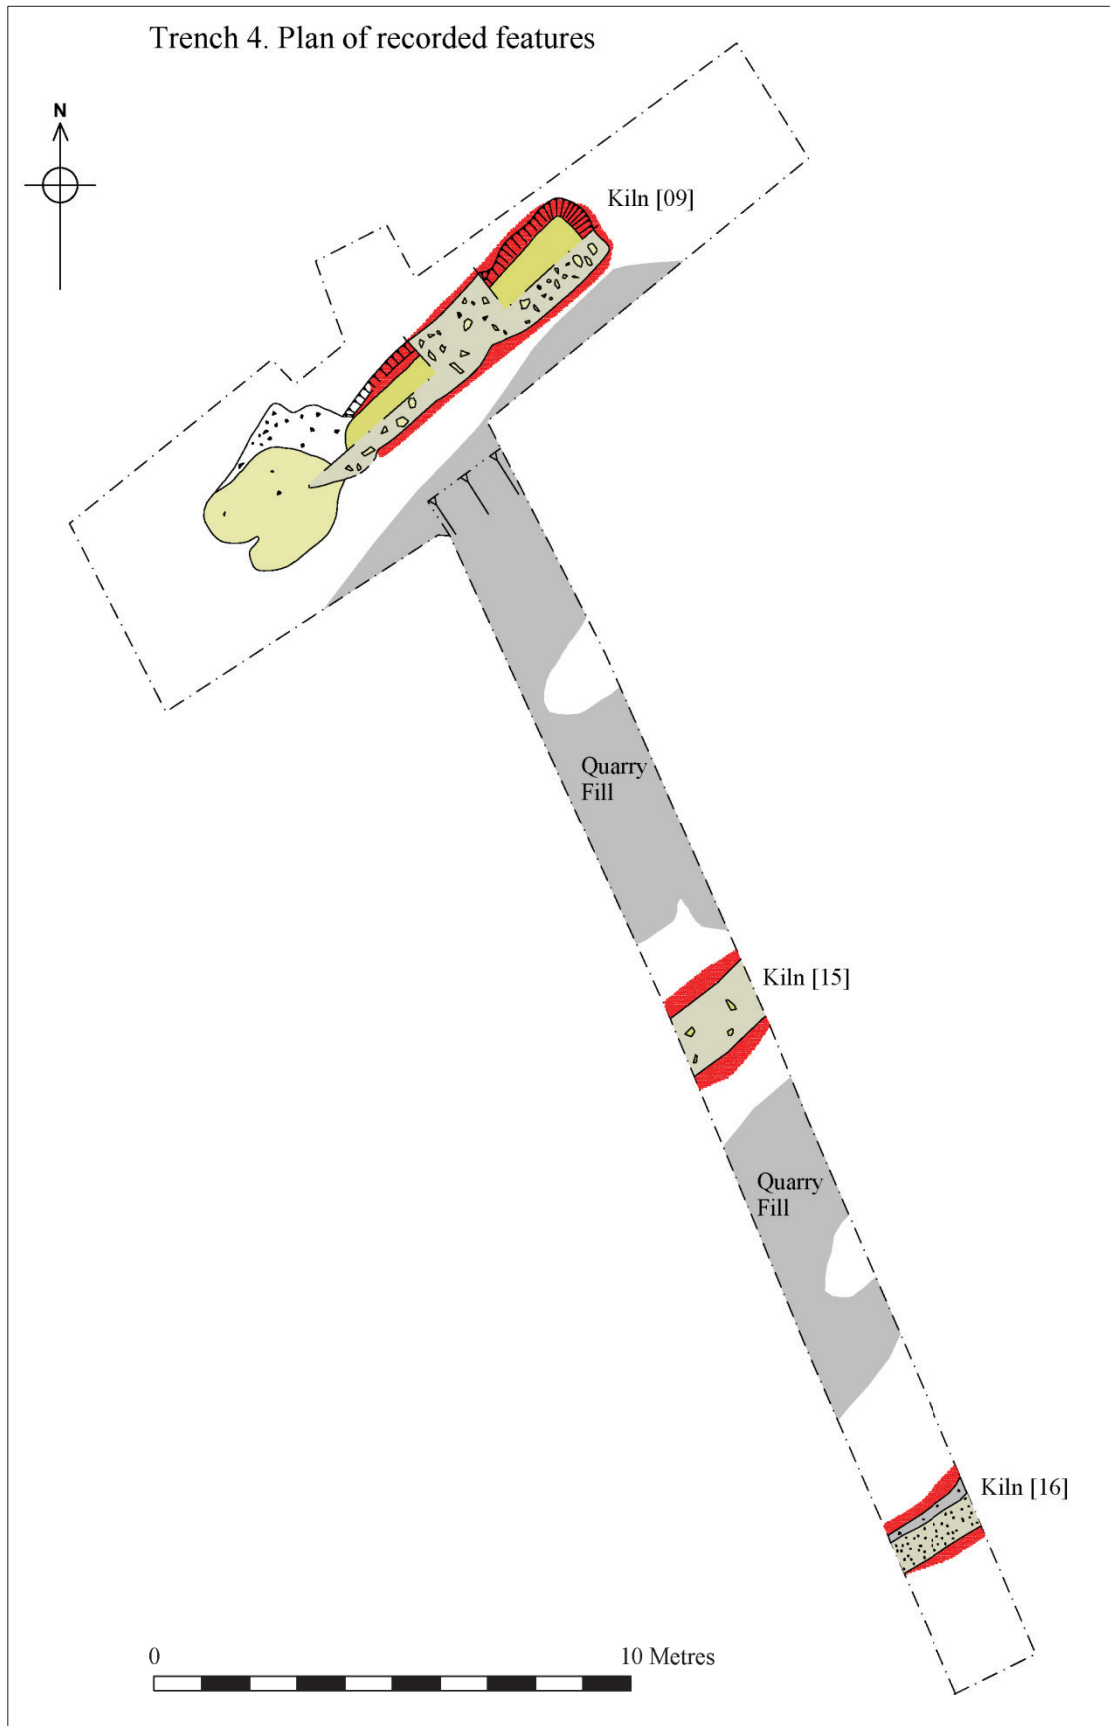 Trench 4. Plan of recorded features
N
Kiln [09]
Quarry
Fill
Kiln [15]
Quarry
Fill
Kiln [16]
0 10 Metres